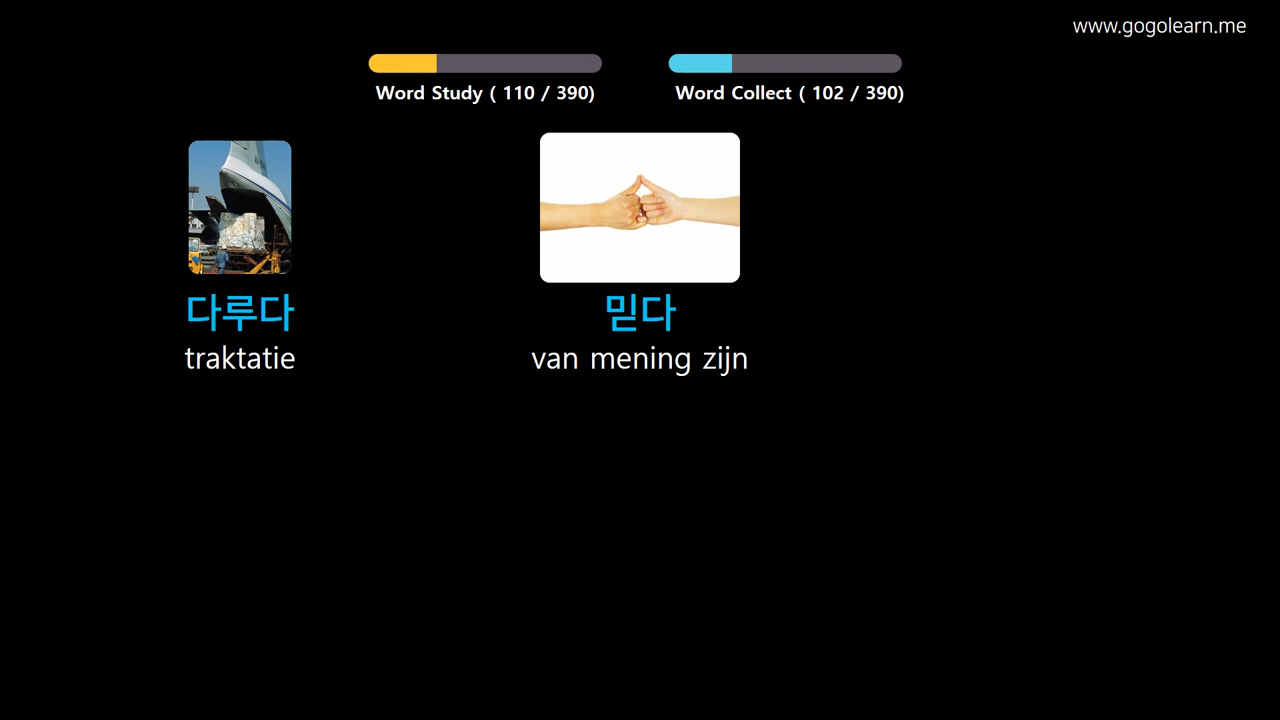 www.gogolearn.me
Word Study ( 110 / 390)
Word Collect ( 102 / 390)
다루다
traktatie
믿다
van mening zijn